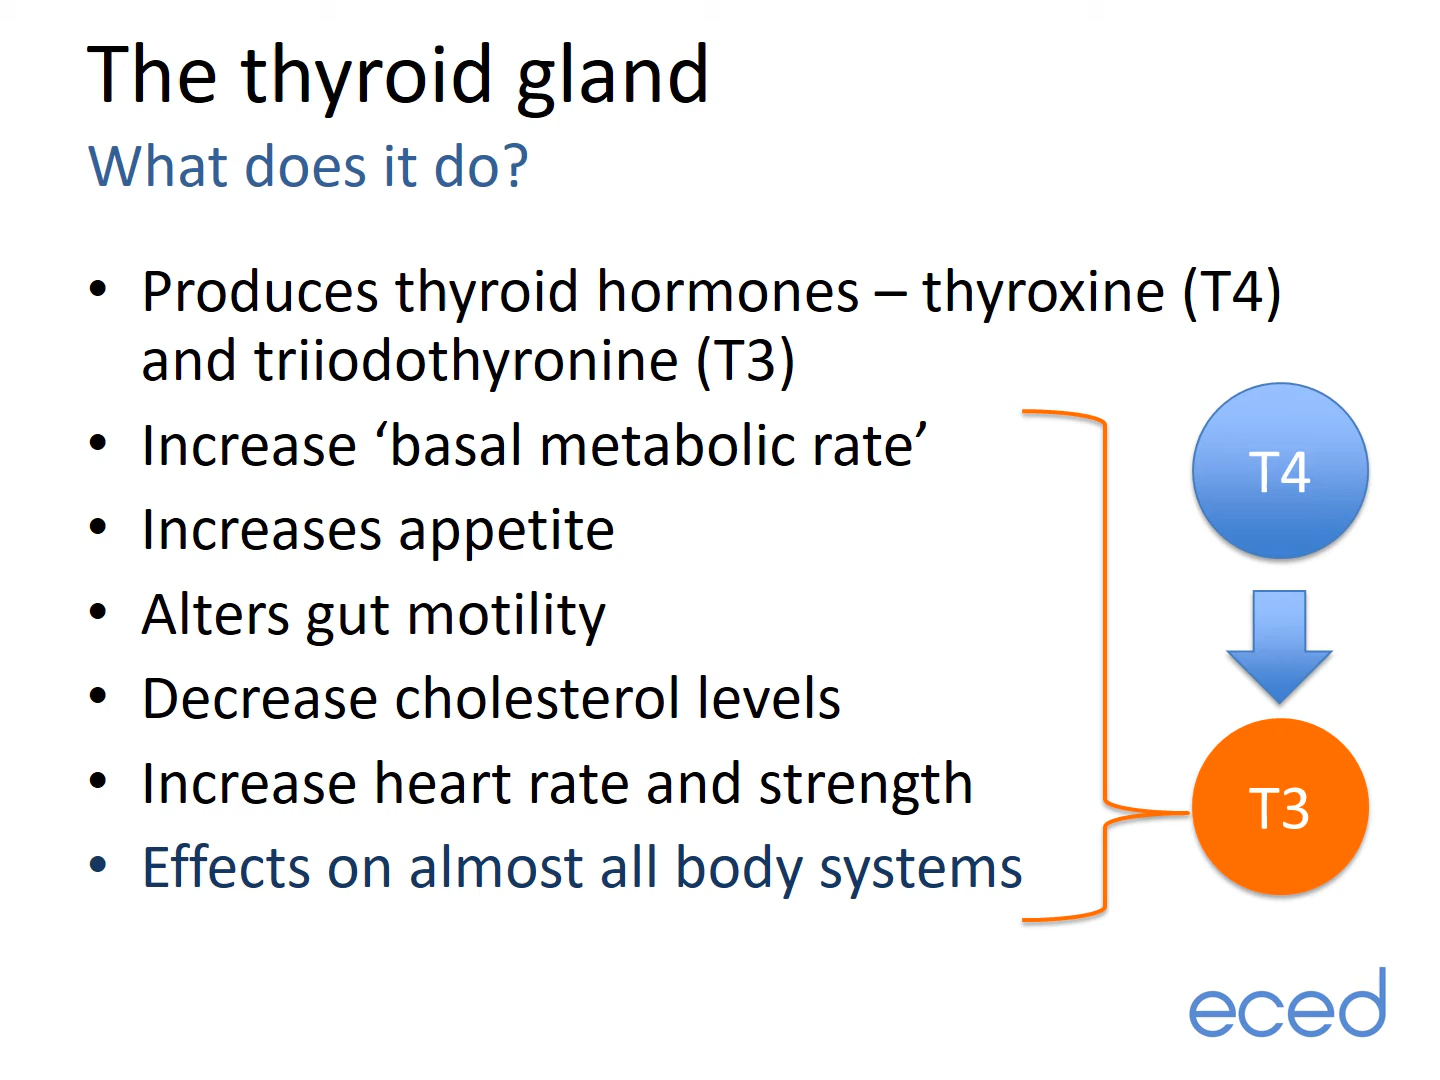 The thyroid gland
What does it do?
• Produces thyroid hormones – thyroxine (T4)
and triiodothyronine (T3)
• Increase ‘basal metabolic rate’
• Increases appetite
• Alters gut motility
• Decrease cholesterol levels
• Increase heart rate and strength
• Effects on almost all body systems
T4
T3
eced